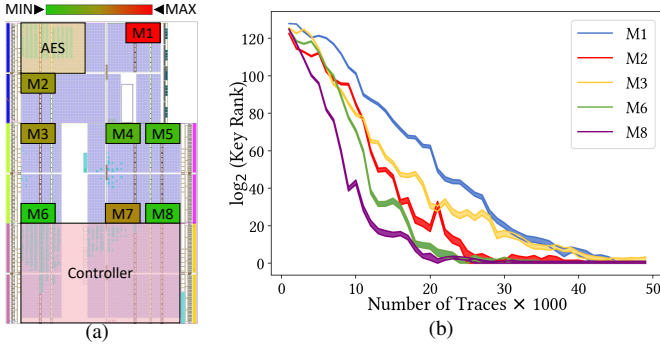 MIN MAX
AES
M1
M2
M3
M4
M5
M6
M7
M8
Controller
(a)
log₂ (Key Rank)
120
100
80
60
40
20
0
0
10
20
30
40
50
Number of Traces × 1000
M1
M2
M3
M6
M8
(b)